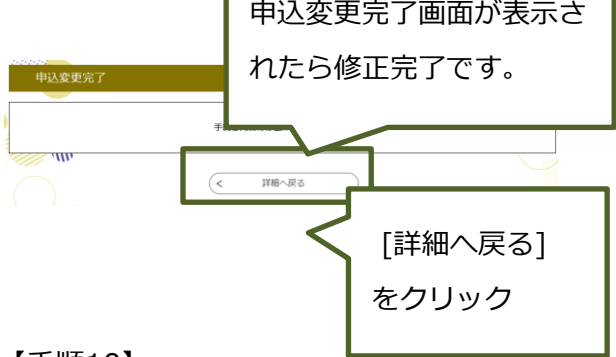 申込変更完了画面が表示さ
れたら修正完了です。
申込変更完了
詳細へ戻る
[詳細へ戻る]
をクリック